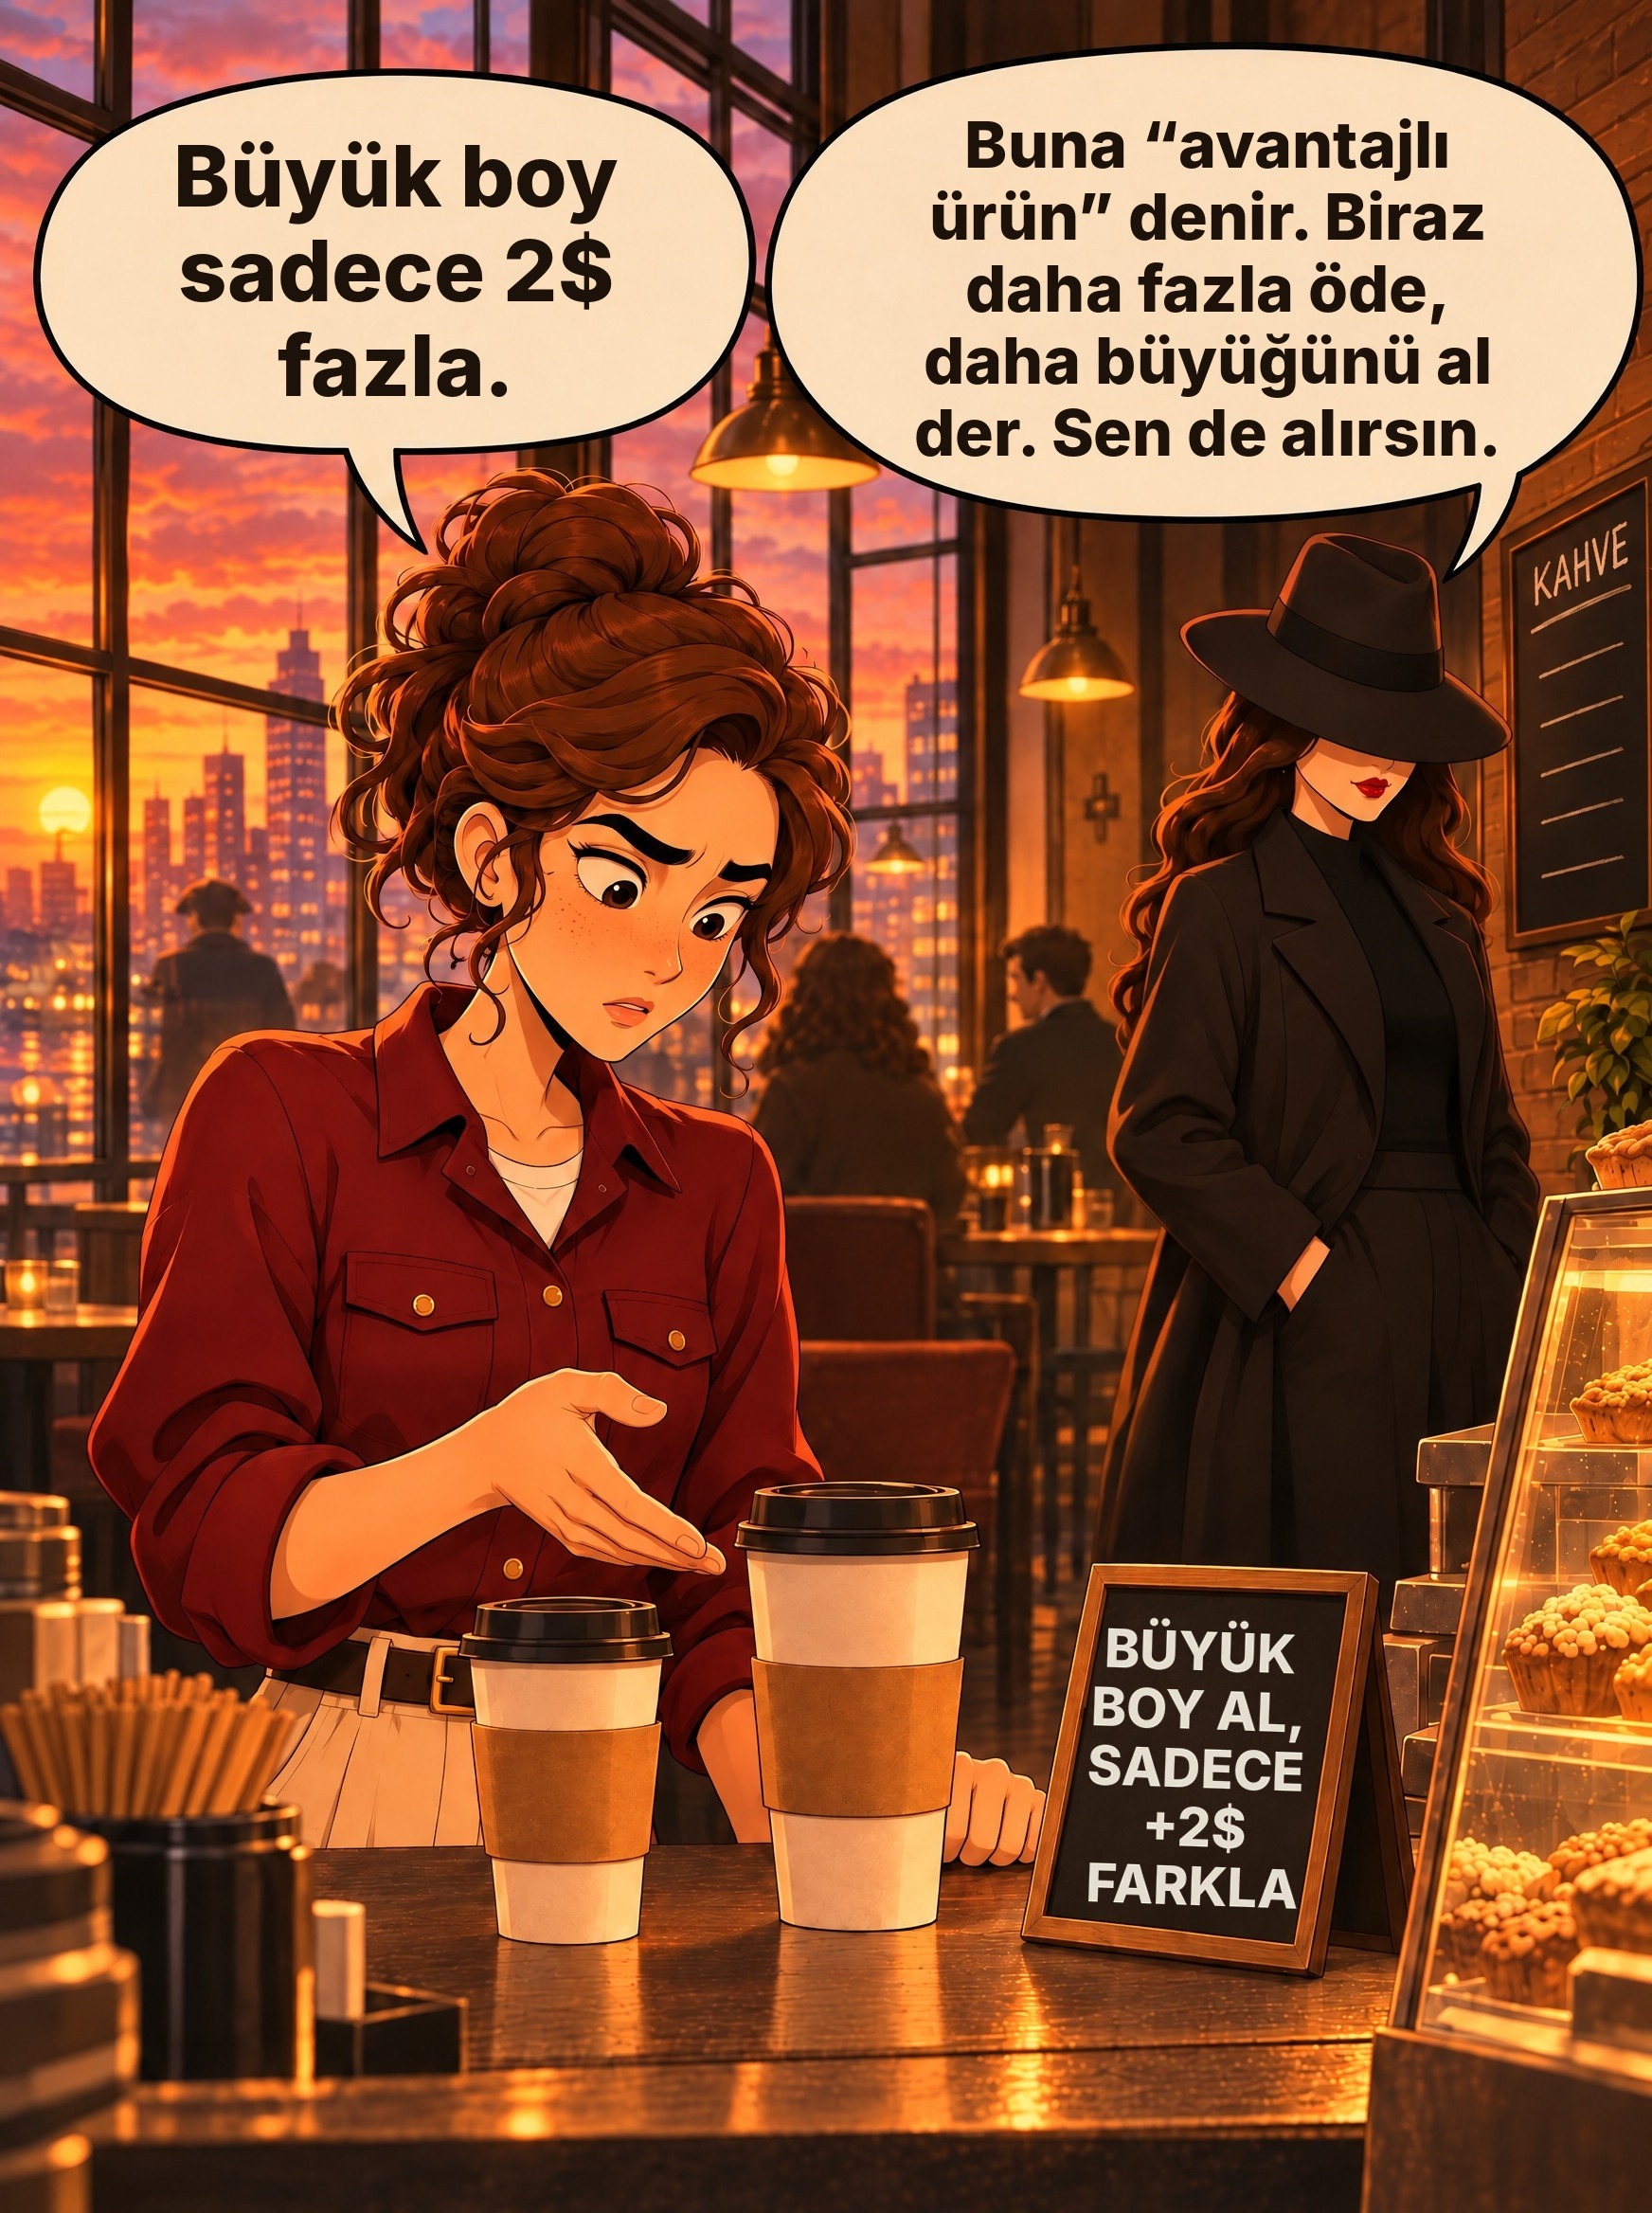 Büyük boy
sadece 2$
fazla.
Buna “avantajlı
ürün” denir. Biraz
daha fazla öde,
daha büyüğünü al
der. Sen de alırsın.
KAHVE
BÜYÜK
BOY AL,
SADECE
+2$
FARKLA